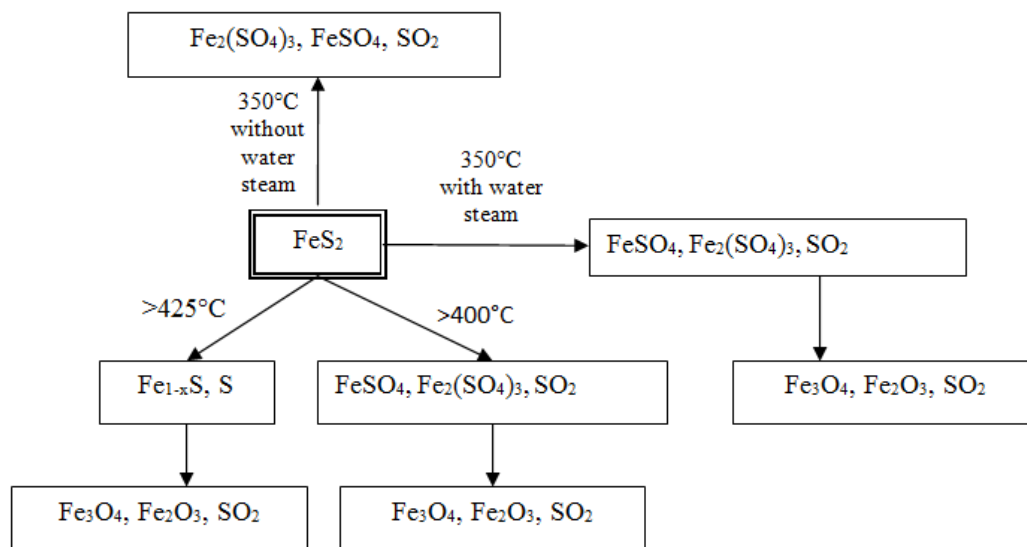 Fe₂(SO₄)₃, FeSO₄, SO₂
350°C
without
water
steam
350°C
with water
steam
FeS₂
FeSO₄, Fe₂(SO₄)₃, SO₂
>425°C
>400°C
Fe₁₋ₓS, S
FeSO₄, Fe₂(SO₄)₃, SO₂
Fe₃O₄, Fe₂O₃, SO₂
Fe₃O₄, Fe₂O₃, SO₂
Fe₃O₄, Fe₂O₃, SO₂